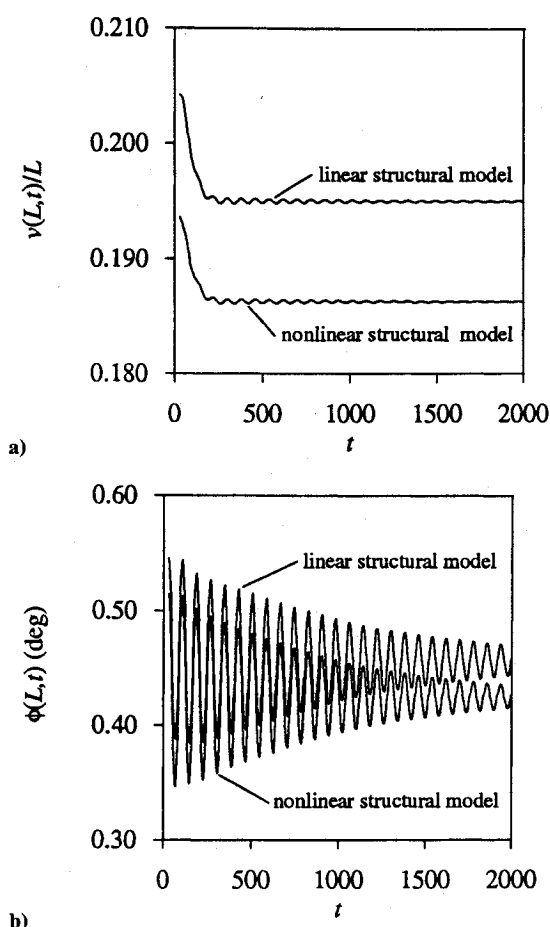 0.210
0.200
0.190
0.180
v(L,t)/L
linear structural model
nonlinear structural model
0 500 1000 1500 2000
t
a)
0.60
0.50
0.40
0.30
ϕ(L,t) (deg)
linear structural model
nonlinear structural model
0 500 1000 1500 2000
t
b)